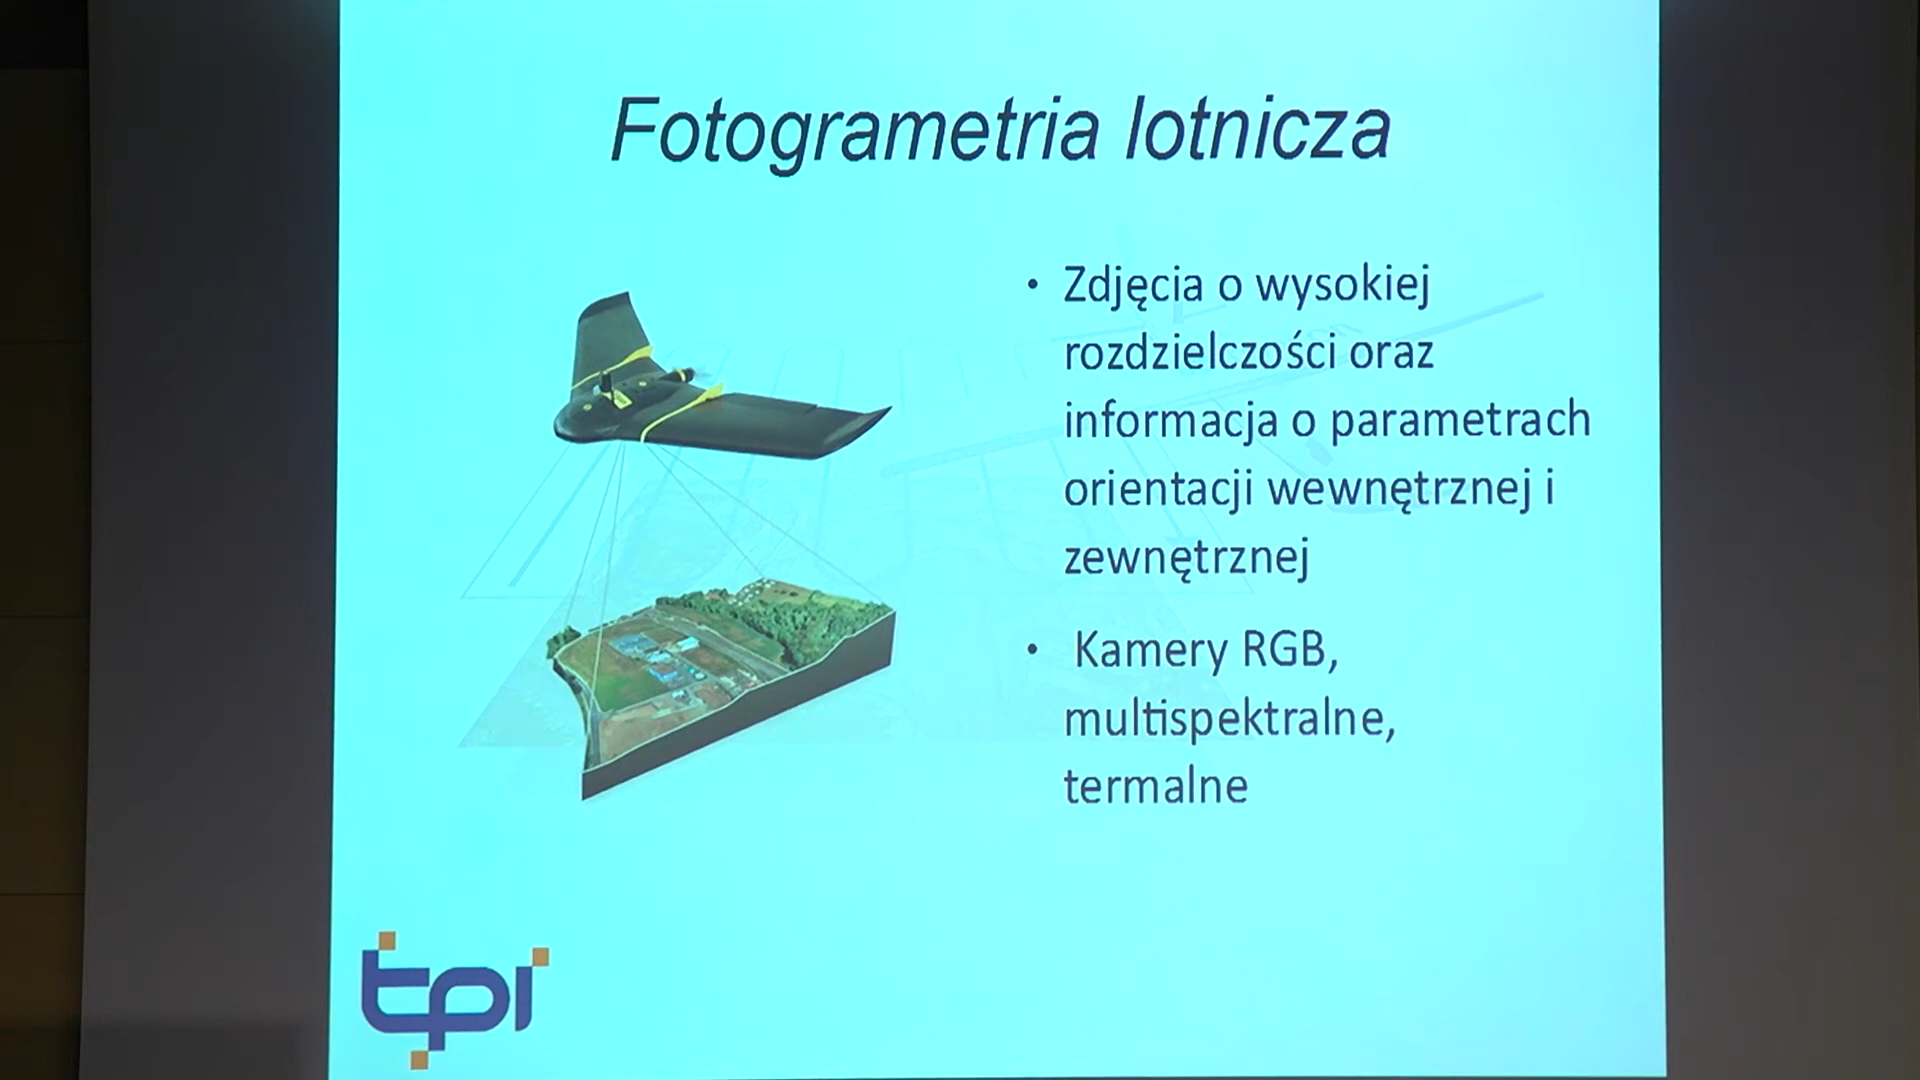 Fotogrametria lotnicza
• Zdjęcia o wysokiej
rozdzielczości oraz
informacja o parametrach
orientacji wewnętrznej i
zewnętrznej
• Kamery RGB,
multispektralne,
termalne
tpi